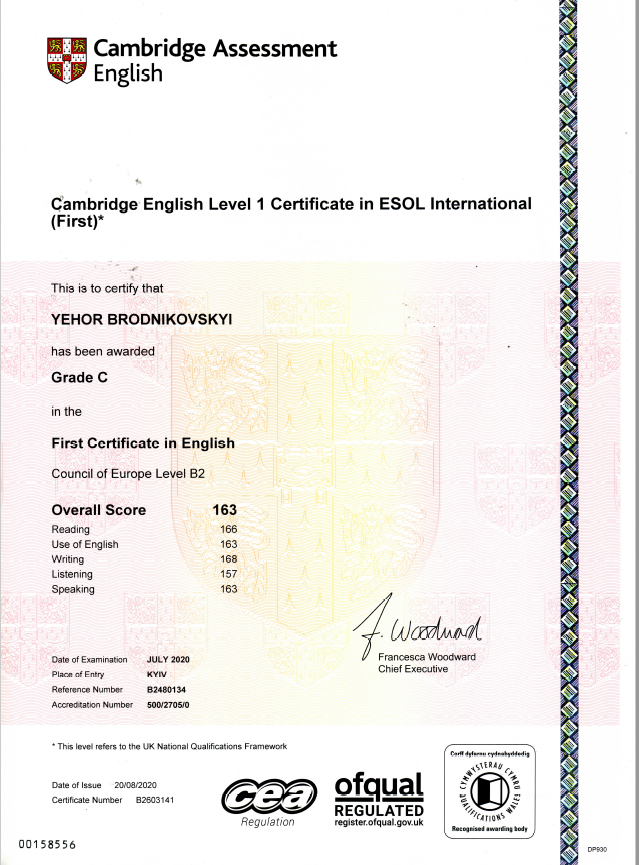 Cambridge Assessment
English
Cambridge English Level 1 Certificate in ESOL International
(First)*
This is to certify that
YEHOR BRODNIKOVSKYI
has been awarded
Grade C
in the
First Certificate in English
Council of Europe Level B2
Overall Score 163
Reading 166
Use of English 163
Writing 168
Listening 157
Speaking 163
F. Woodward
Francesca Woodward
Chief Executive
Date of Examination JULY 2020
Place of Entry KYIV
Reference Number B2480134
Accreditation Number 500/2705/0
* This level refers to the UK National Qualifications Framework
Date of Issue 20/08/2020
Certificate Number B2603141
cea
Regulation
ofqual
REGULATED
register.ofqual.gov.uk
Corff dyfarnu cydnabyddedig
CYMWYSTERAU CYMRU
QUALIFICATIONS WALES
Recognised awarding body
00158556
DP930